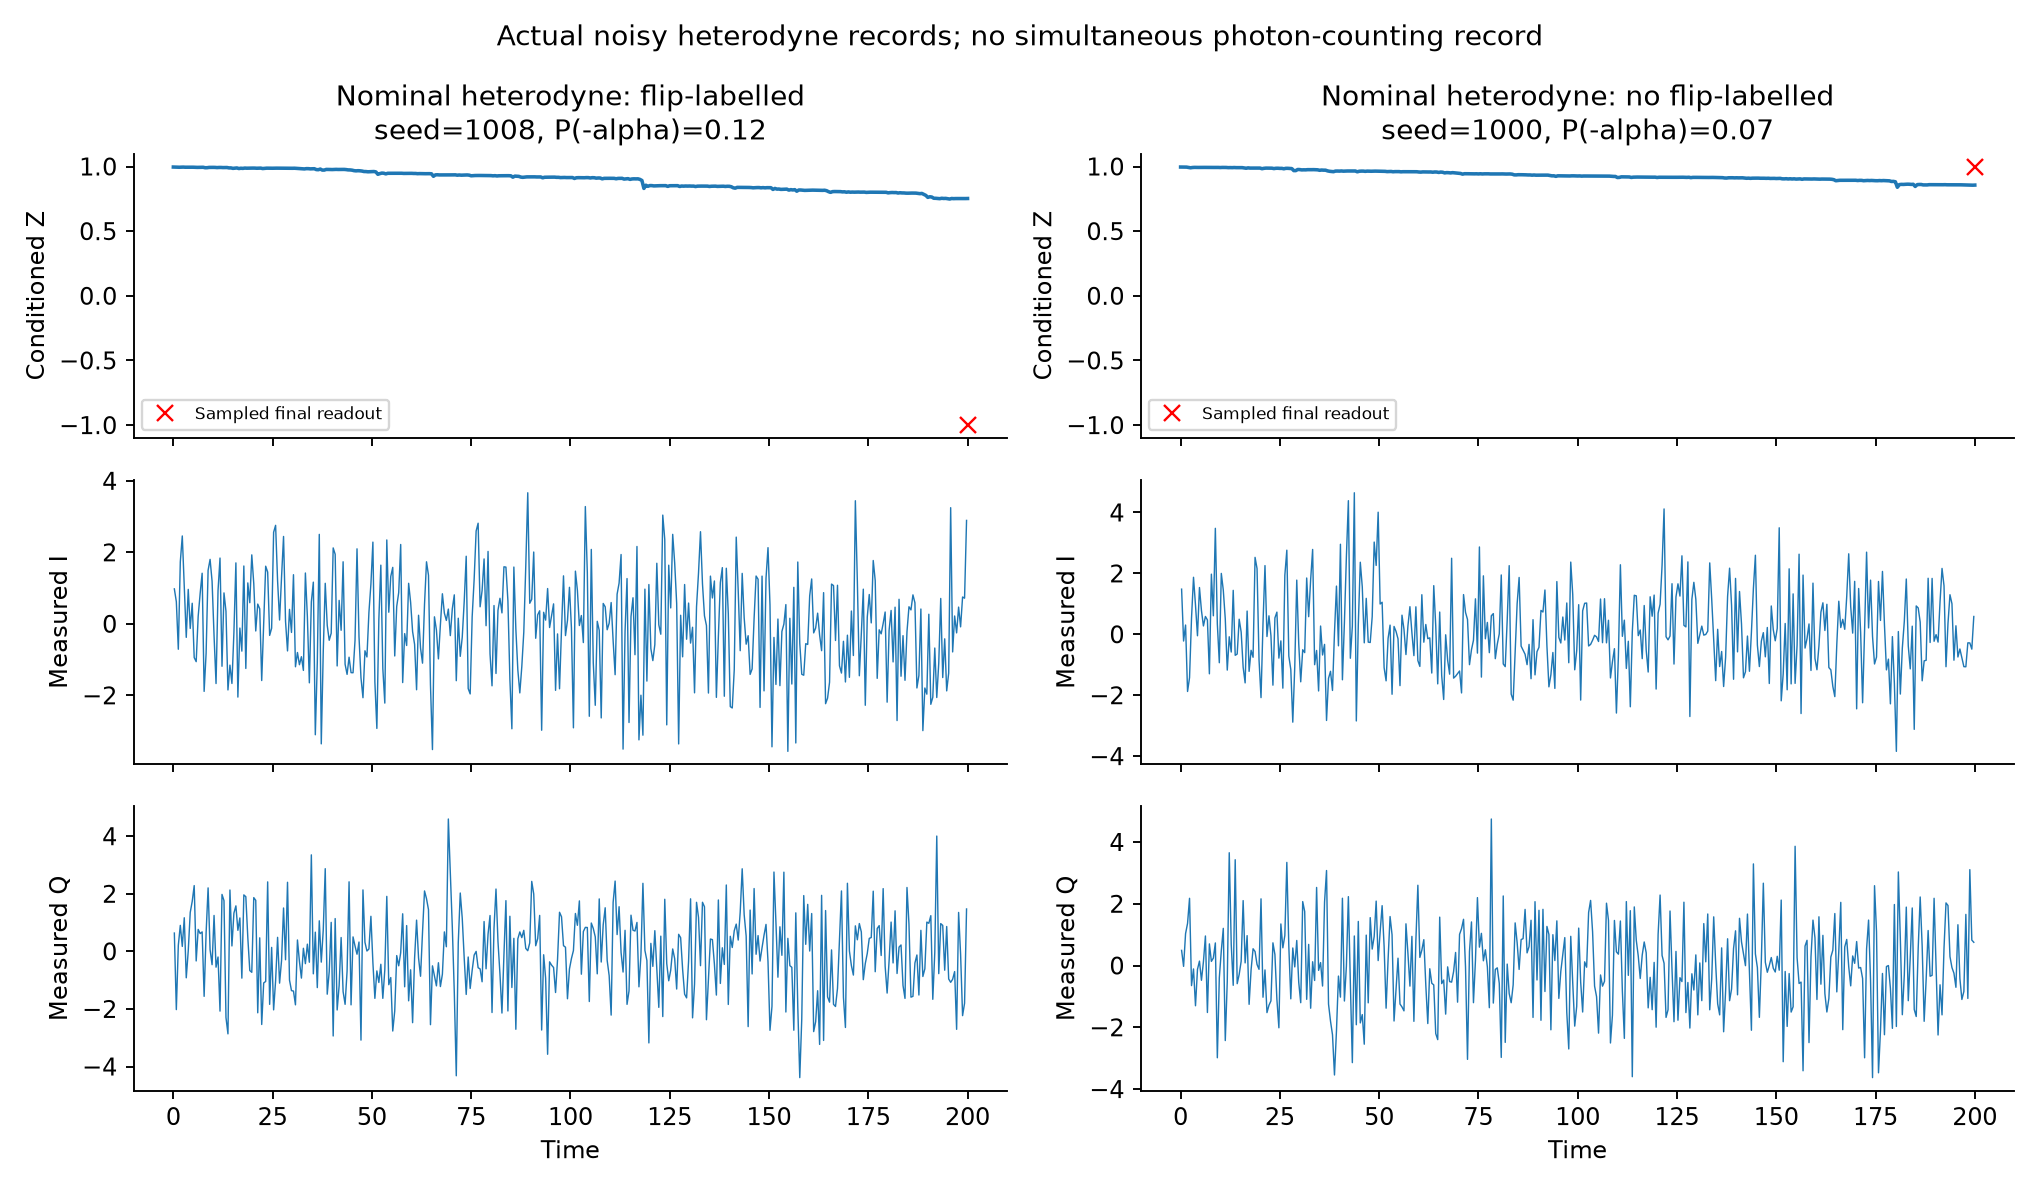 Actual noisy heterodyne records; no simultaneous photon-counting record
Nominal heterodyne: flip-labelled
seed=1008, P(-alpha)=0.12
1.0
0.5
0.0
−0.5
−1.0
Conditioned Z
Sampled final readout
Nominal heterodyne: no flip-labelled
seed=1000, P(-alpha)=0.07
1.0
0.5
0.0
−0.5
−1.0
Conditioned Z
Sampled final readout
4
2
0
−2
Measured I
4
2
0
−2
−4
Measured I
4
2
0
−2
−4
Measured Q
0 25 50 75 100 125 150 175 200
Time
4
2
0
−2
−4
Measured Q
0 25 50 75 100 125 150 175 200
Time